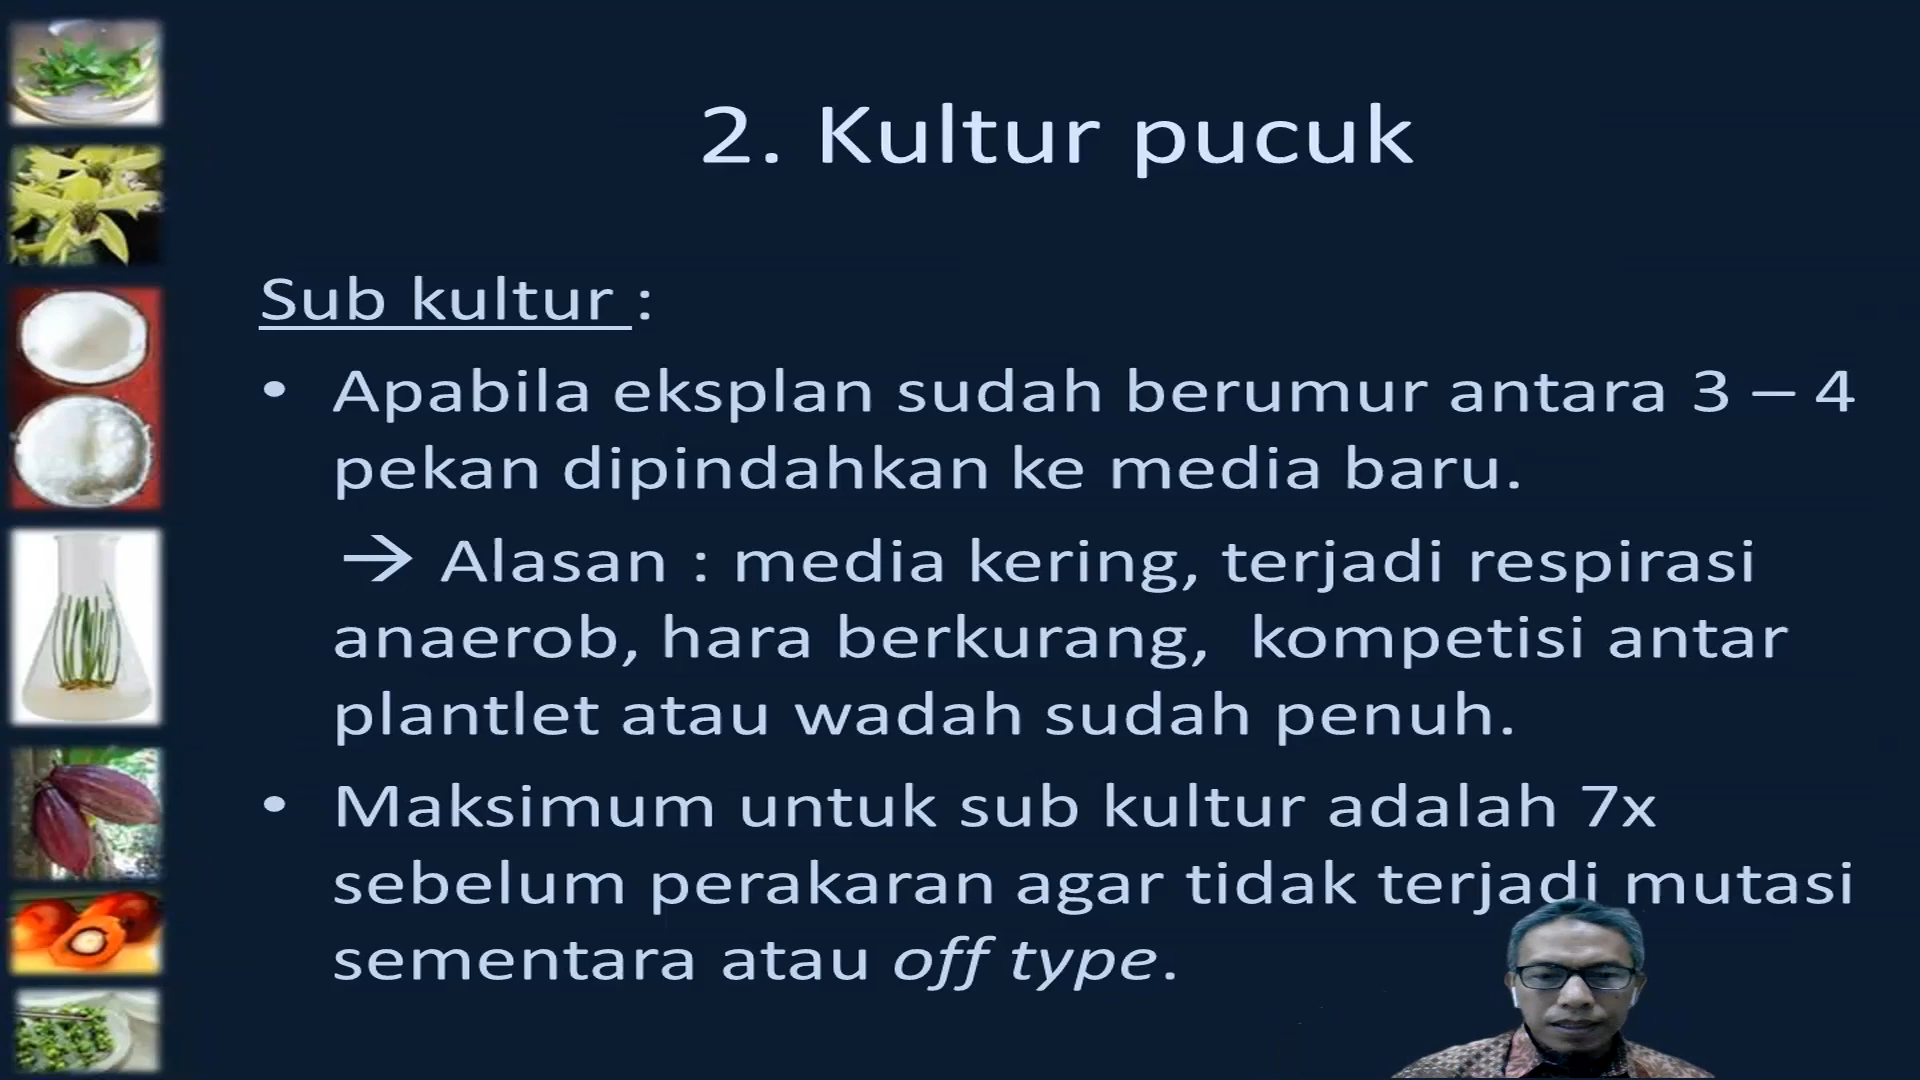 2. Kultur pucuk
Sub kultur :
• Apabila eksplan sudah berumur antara 3 – 4
pekan dipindahkan ke media baru.
→ Alasan : media kering, terjadi respirasi
anaerob, hara berkurang,  kompetisi antar
plantlet atau wadah sudah penuh.
• Maksimum untuk sub kultur adalah 7x
sebelum perakaran agar tidak terjadi mutasi
sementara atau off type.